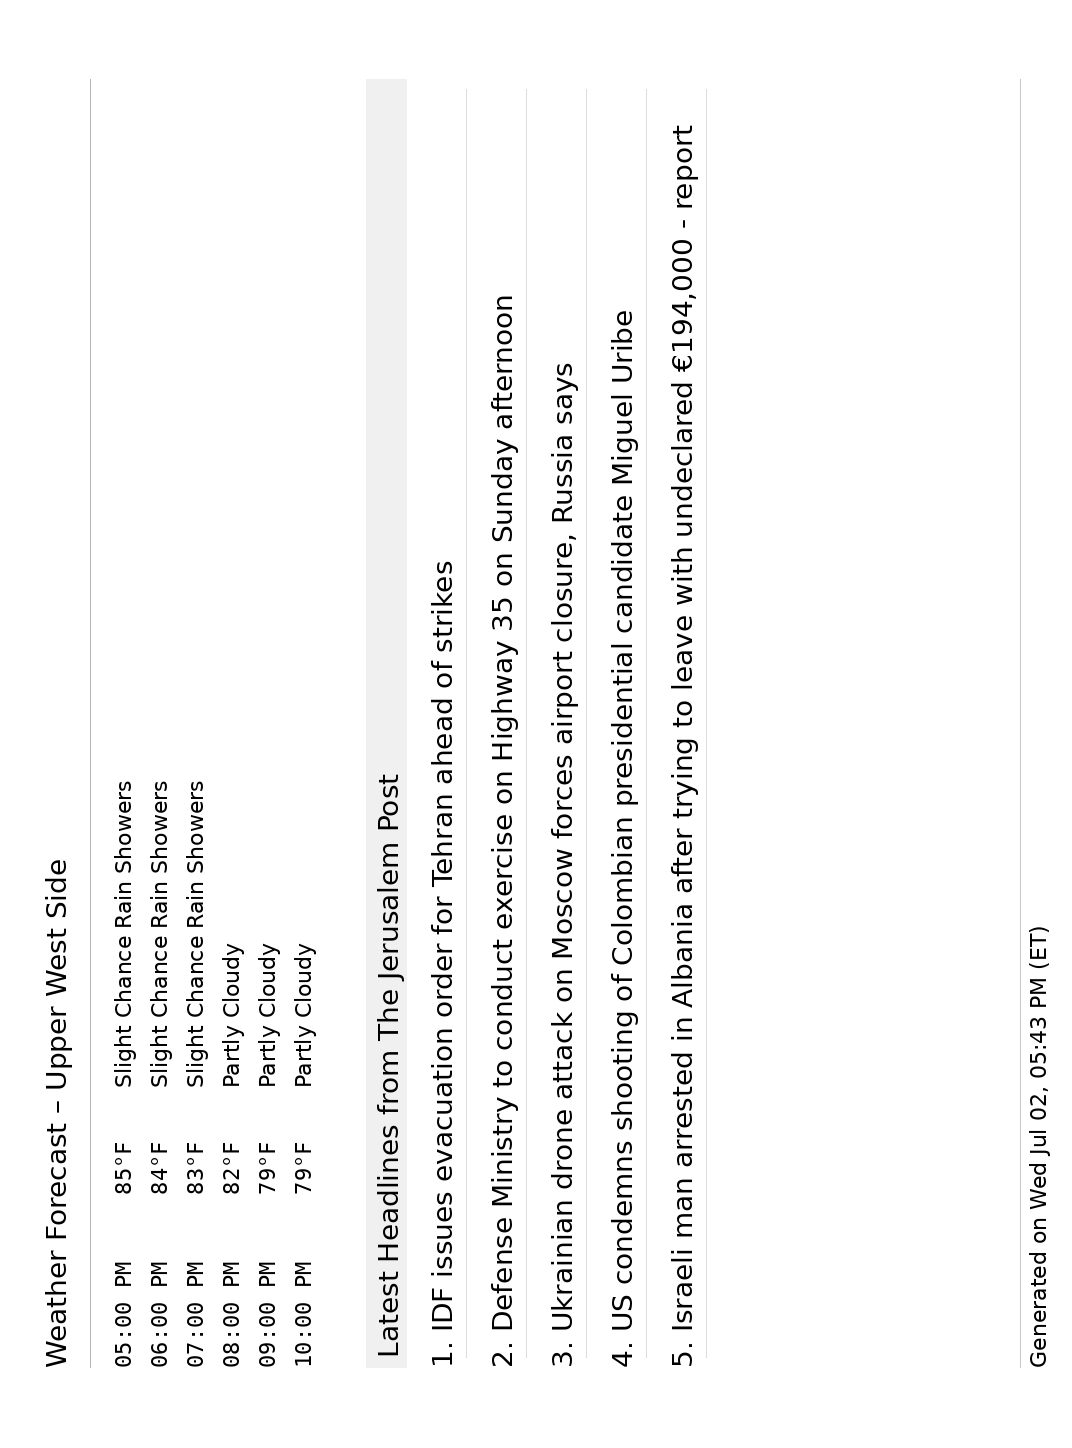 Weather Forecast – Upper West Side
05:00 PM 85°F Slight Chance Rain Showers
06:00 PM 84°F Slight Chance Rain Showers
07:00 PM 83°F Slight Chance Rain Showers
08:00 PM 82°F Partly Cloudy
09:00 PM 79°F Partly Cloudy
10:00 PM 79°F Partly Cloudy
Latest Headlines from The Jerusalem Post
1. IDF issues evacuation order for Tehran ahead of strikes
2. Defense Ministry to conduct exercise on Highway 35 on Sunday afternoon
3. Ukrainian drone attack on Moscow forces airport closure, Russia says
4. US condemns shooting of Colombian presidential candidate Miguel Uribe
5. Israeli man arrested in Albania after trying to leave with undeclared €194,000 - report
Generated on Wed Jul 02, 05:43 PM (ET)